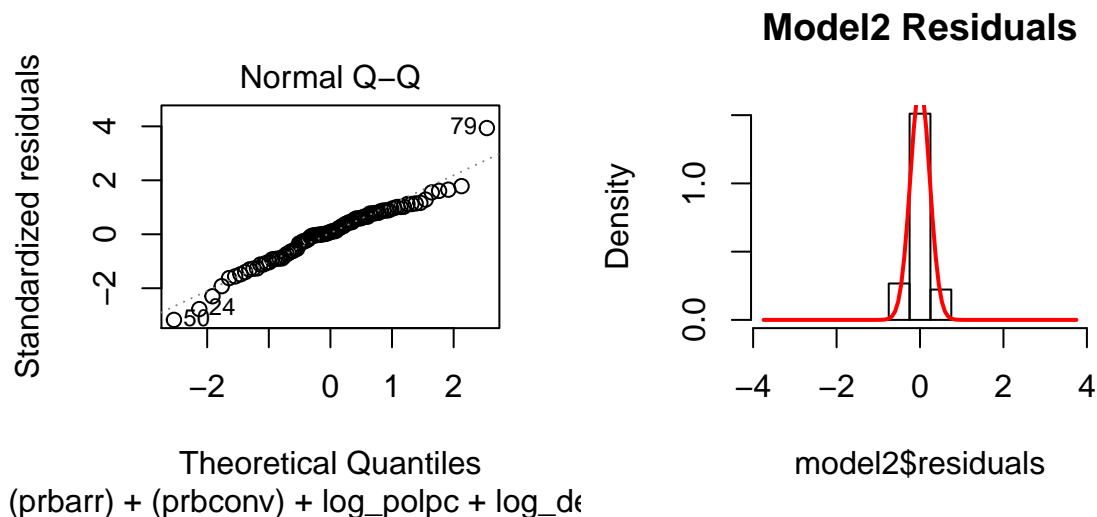 Normal Q−Q
Standardized residuals
4
2
0
−2
79
24
50
−2
0
1
2
Theoretical Quantiles
(prbarr) + (prbconv) + log_polpc + log_de
Model2 Residuals
Density
1.0
0.0
−4
−2
0
2
4
model2$residuals